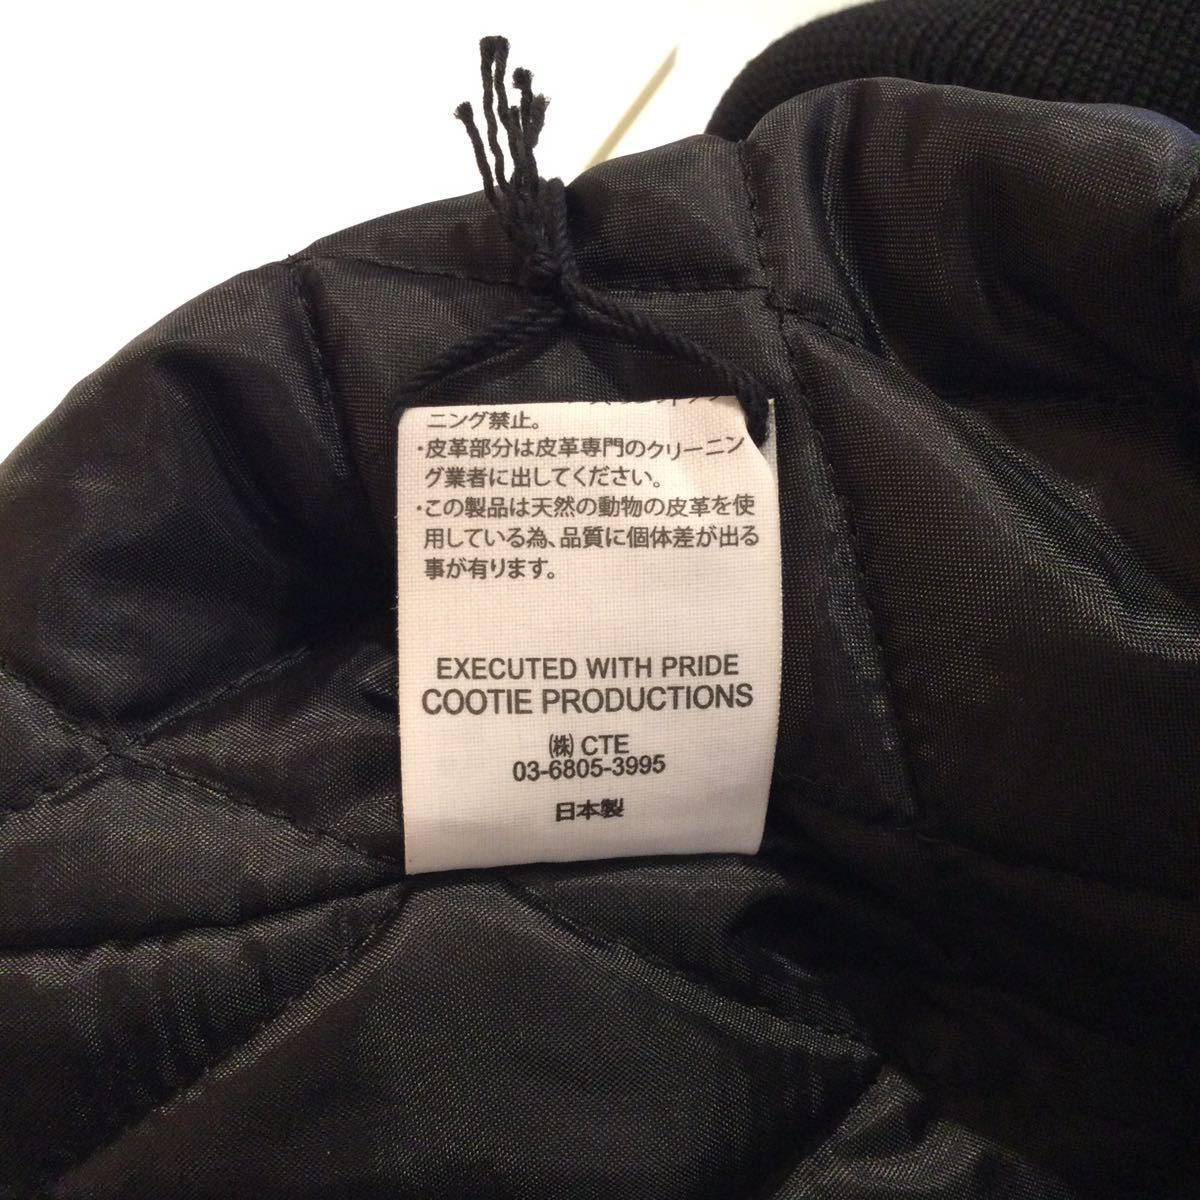 ニング禁止。
・皮革部分は皮革専門のクリーニン
グ業者に出してください。
・この製品は天然の動物の皮革を使
用している為、品質に個体差が出る
事が有ります。
EXECUTED WITH PRIDE
COOTIE PRODUCTIONS
㈱ CTE
03-6805-3995
日本製